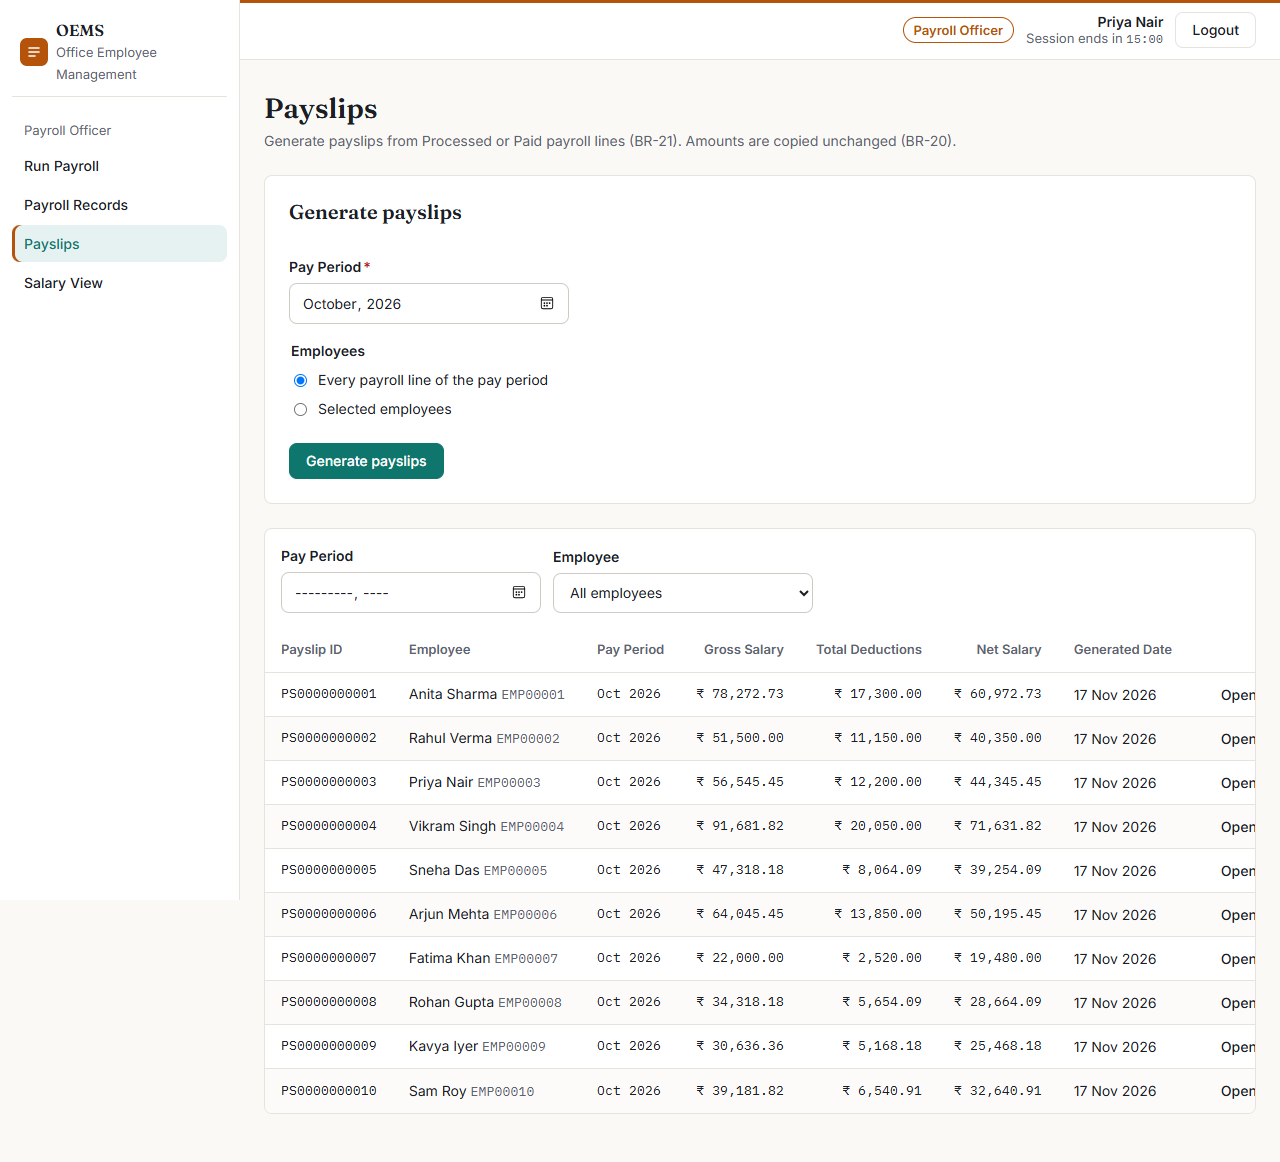 OEMS
Office Employee
Management
Payroll Officer
Run Payroll
Payroll Records
Payslips
Salary View
Payroll Officer
Priya Nair
Session ends in 15:00
Logout
Payslips
Generate payslips from Processed or Paid payroll lines (BR-21). Amounts are copied unchanged (BR-20).
Generate payslips
Pay Period*
October, 2026
Employees
Every payroll line of the pay period
Selected employees
Generate payslips
Pay Period Employee
---------, ---- All employees
Payslip ID Employee Pay Period Gross Salary Total Deductions Net Salary Generated Date
PS0000000001 Anita Sharma EMP00001 Oct 2026 ₹ 78,272.73 ₹ 17,300.00 ₹ 60,972.73 17 Nov 2026 Open
PS0000000002 Rahul Verma EMP00002 Oct 2026 ₹ 51,500.00 ₹ 11,150.00 ₹ 40,350.00 17 Nov 2026 Open
PS0000000003 Priya Nair EMP00003 Oct 2026 ₹ 56,545.45 ₹ 12,200.00 ₹ 44,345.45 17 Nov 2026 Open
PS0000000004 Vikram Singh EMP00004 Oct 2026 ₹ 91,681.82 ₹ 20,050.00 ₹ 71,631.82 17 Nov 2026 Open
PS0000000005 Sneha Das EMP00005 Oct 2026 ₹ 47,318.18 ₹ 8,064.09 ₹ 39,254.09 17 Nov 2026 Open
PS0000000006 Arjun Mehta EMP00006 Oct 2026 ₹ 64,045.45 ₹ 13,850.00 ₹ 50,195.45 17 Nov 2026 Open
PS0000000007 Fatima Khan EMP00007 Oct 2026 ₹ 22,000.00 ₹ 2,520.00 ₹ 19,480.00 17 Nov 2026 Open
PS0000000008 Rohan Gupta EMP00008 Oct 2026 ₹ 34,318.18 ₹ 5,654.09 ₹ 28,664.09 17 Nov 2026 Open
PS0000000009 Kavya Iyer EMP00009 Oct 2026 ₹ 30,636.36 ₹ 5,168.18 ₹ 25,468.18 17 Nov 2026 Open
PS0000000010 Sam Roy EMP00010 Oct 2026 ₹ 39,181.82 ₹ 6,540.91 ₹ 32,640.91 17 Nov 2026 Open